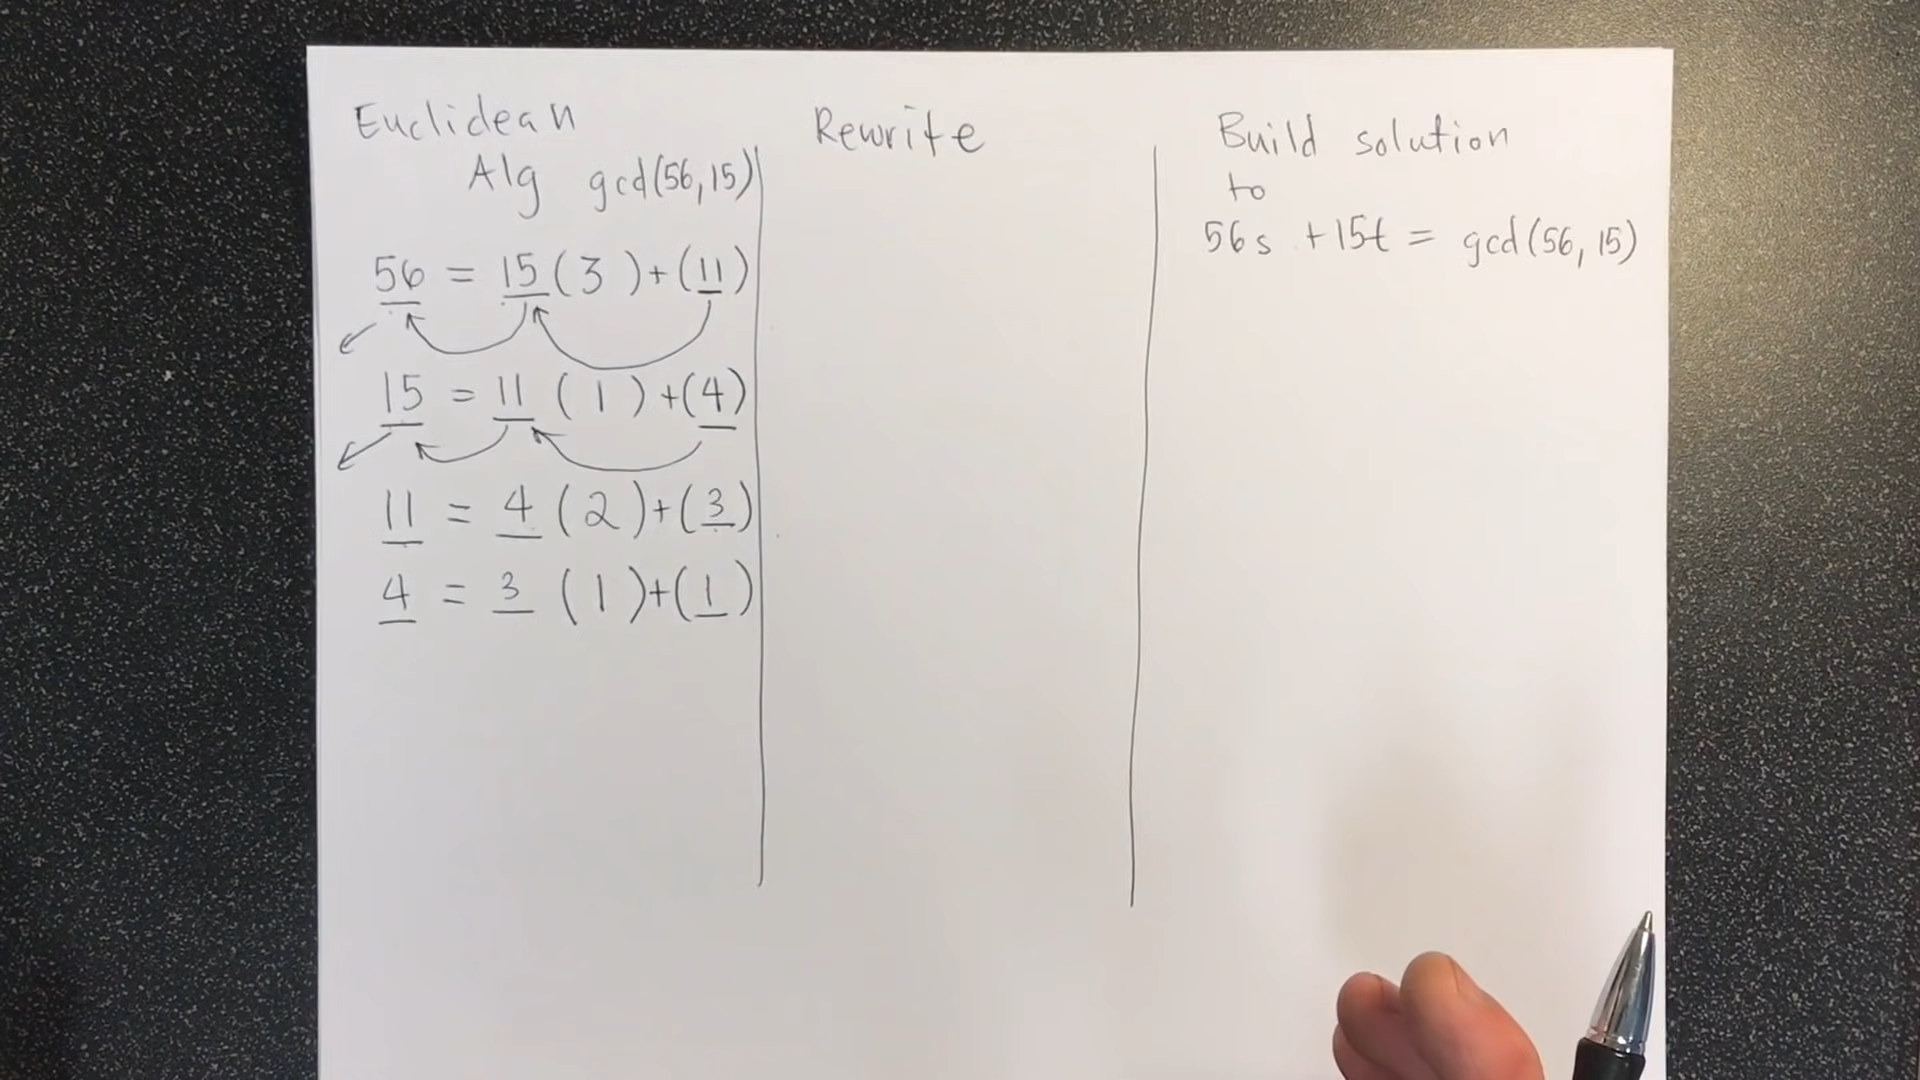 Euclidean
Alg gcd(56,15)
56 = 15(3)+(11)
15 = 11(1)+(4)
11 = 4(2)+(3)
4 = 3(1)+(1)
Rewrite
Build solution
to
56s +15t = gcd(56,15)